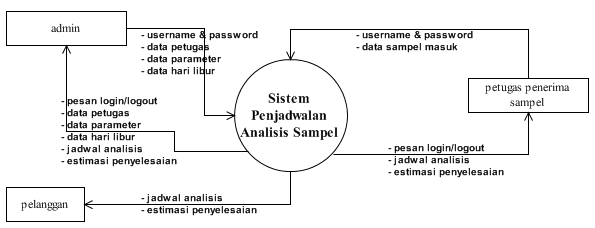 admin
- username & password
- data petugas
- data parameter
- data hari libur
- username & password
- data sampel masuk
Sistem
Penjadwalan
Analisis Sampel
petugas penerima
sampel
- pesan login/logout
- data petugas
- data parameter
- data hari libur
- jadwal analisis
- estimasi penyelesaian
- pesan login/logout
- jadwal analisis
- estimasi penyelesaian
pelanggan
- jadwal analisis
- estimasi penyelesaian